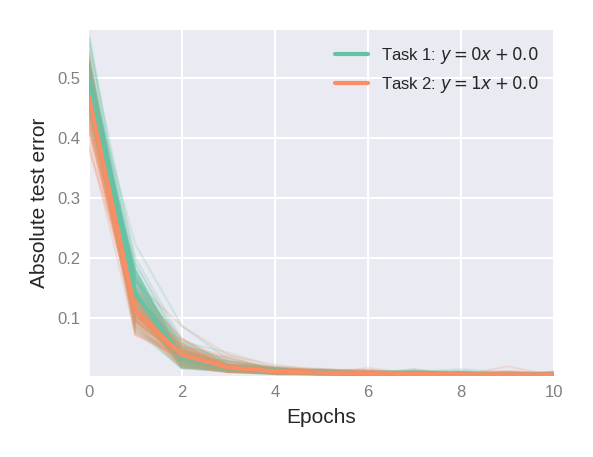 Absolute test error
0.5
0.4
0.3
0.2
0.1
Task 1: y = 0x + 0.0
Task 2: y = 1x + 0.0
0 2 4 6 8 10
Epochs